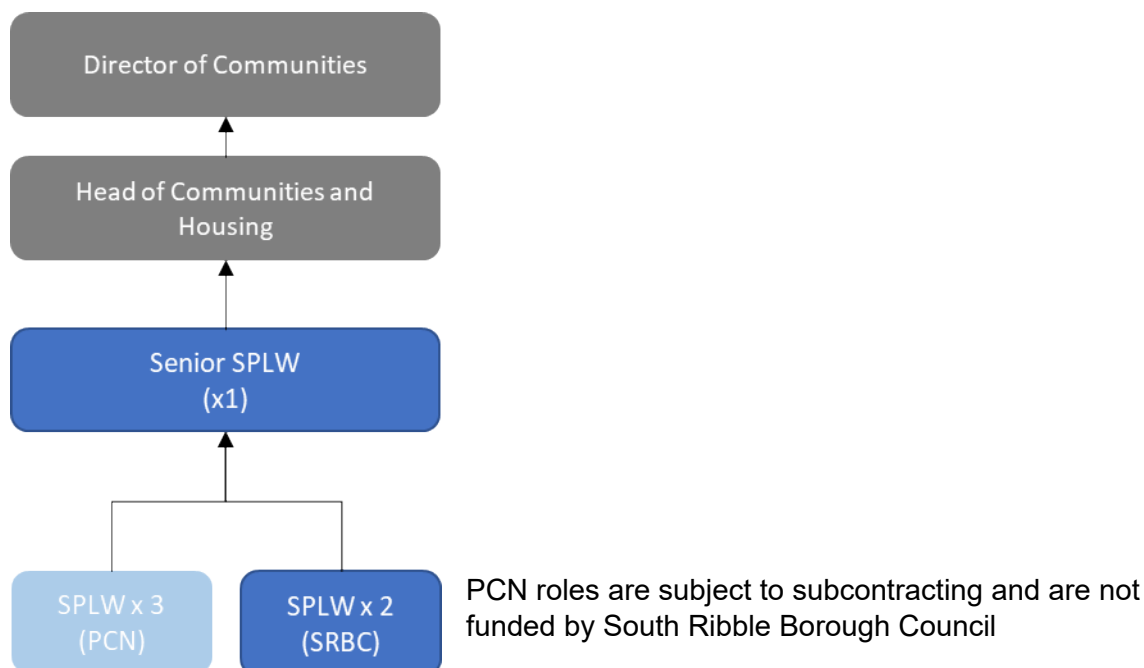 Director of Communities
Head of Communities and
Housing
Senior SPLW
(x1)
SPLW x 3
(PCN)
SPLW x 2
(SRBC)
PCN roles are subject to subcontracting and are not
funded by South Ribble Borough Council